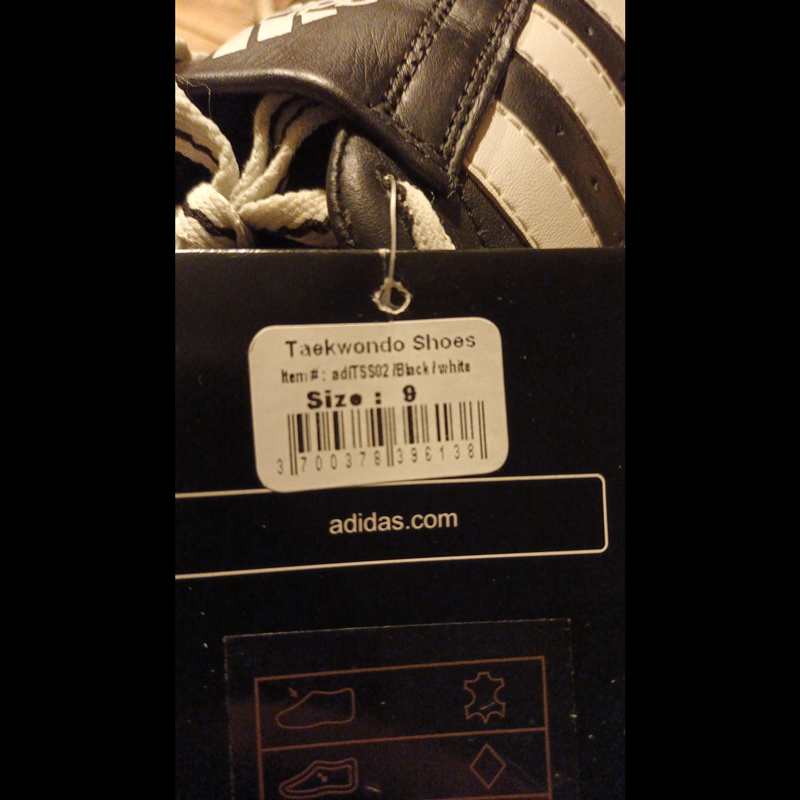 Taekwondo Shoes
Item# : adITSS02 /Black / white
Size : 9
3 700378 396138
adidas.com